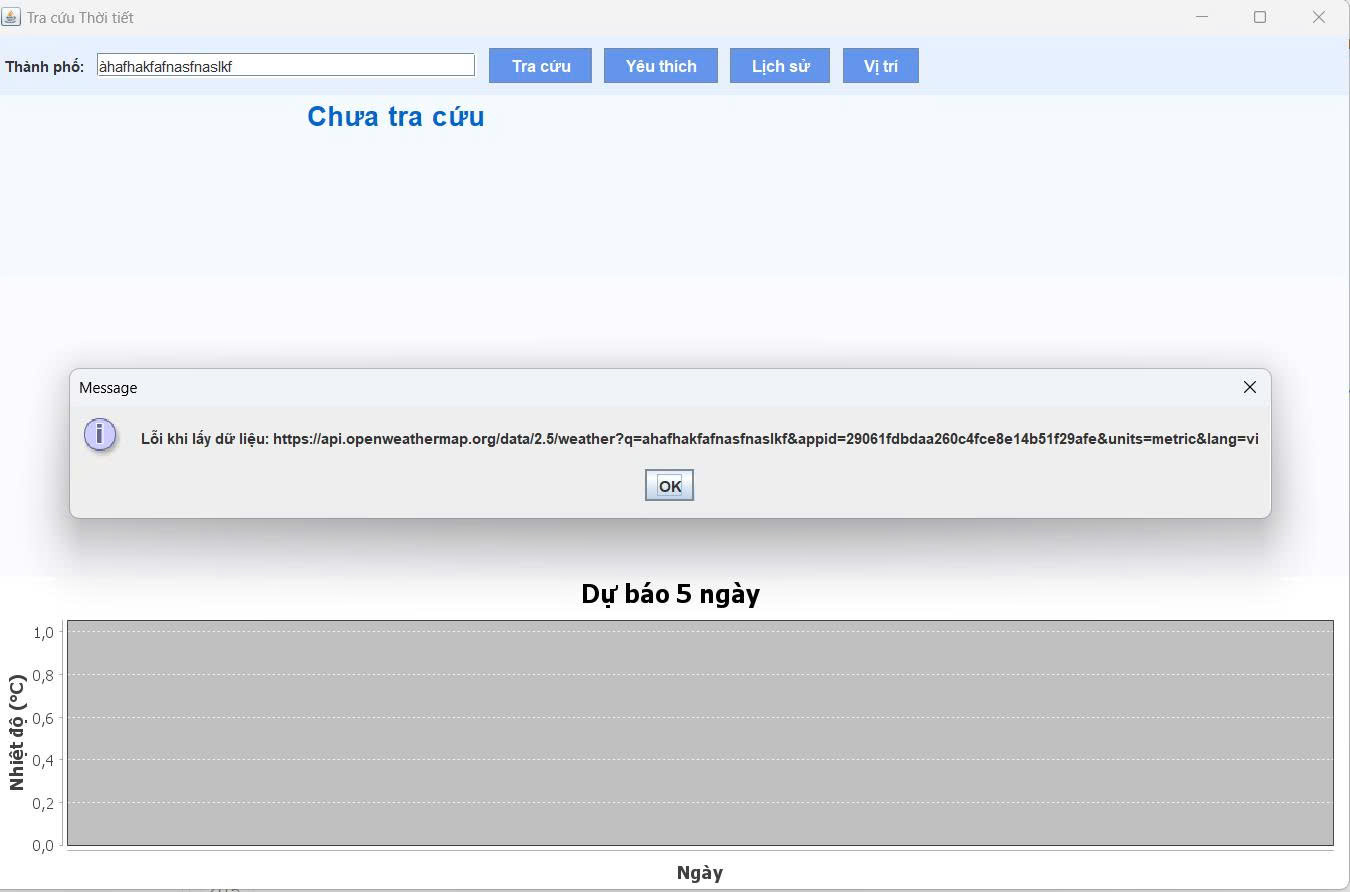 Tra cứu Thời tiết
Thành phố: àhafhakfafnasfnaslkf Tra cứu Yêu thích Lịch sử Vị trí
Chưa tra cứu
Message
Lỗi khi lấy dữ liệu: https://api.openweathermap.org/data/2.5/weather?q=ahafhakfafnasfnaslkf&appid=29061fdbdaa260c4fce8e14b51f29afe&units=metric&lang=vi
OK
Dự báo 5 ngày
1,0
0,8
0,6
0,4
0,2
0,0
Nhiệt độ (°C)
Ngày